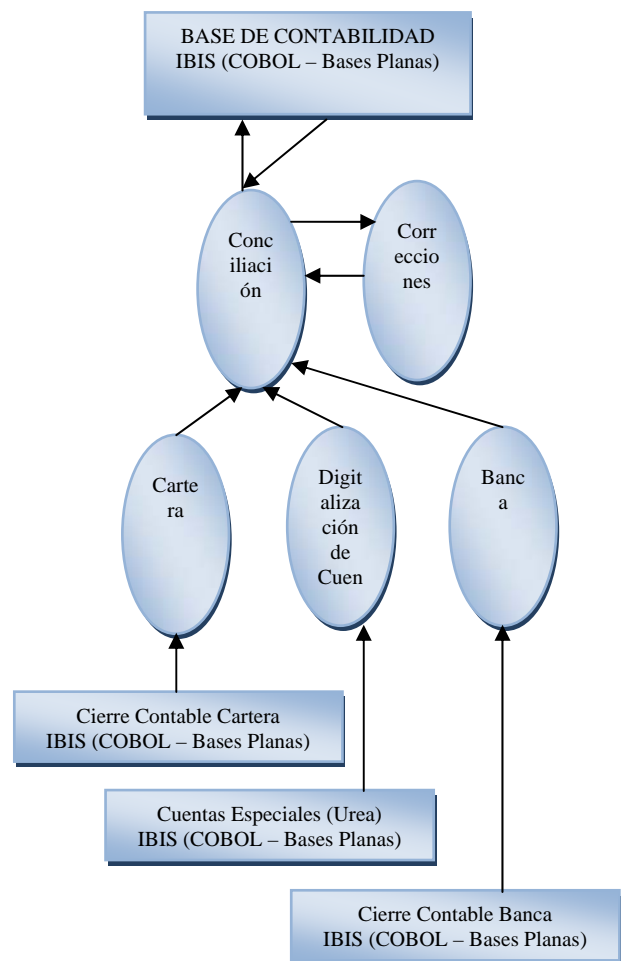 BASE DE CONTABILIDAD
IBIS (COBOL – Bases Planas)
Conc
iliaci
ón
Corr
eccio
nes
Carte
ra
Digit
aliza
ción
de
Cuen
Banc
a
Cierre Contable Cartera
IBIS (COBOL – Bases Planas)
Cuentas Especiales (Urea)
IBIS (COBOL – Bases Planas)
Cierre Contable Banca
IBIS (COBOL – Bases Planas)